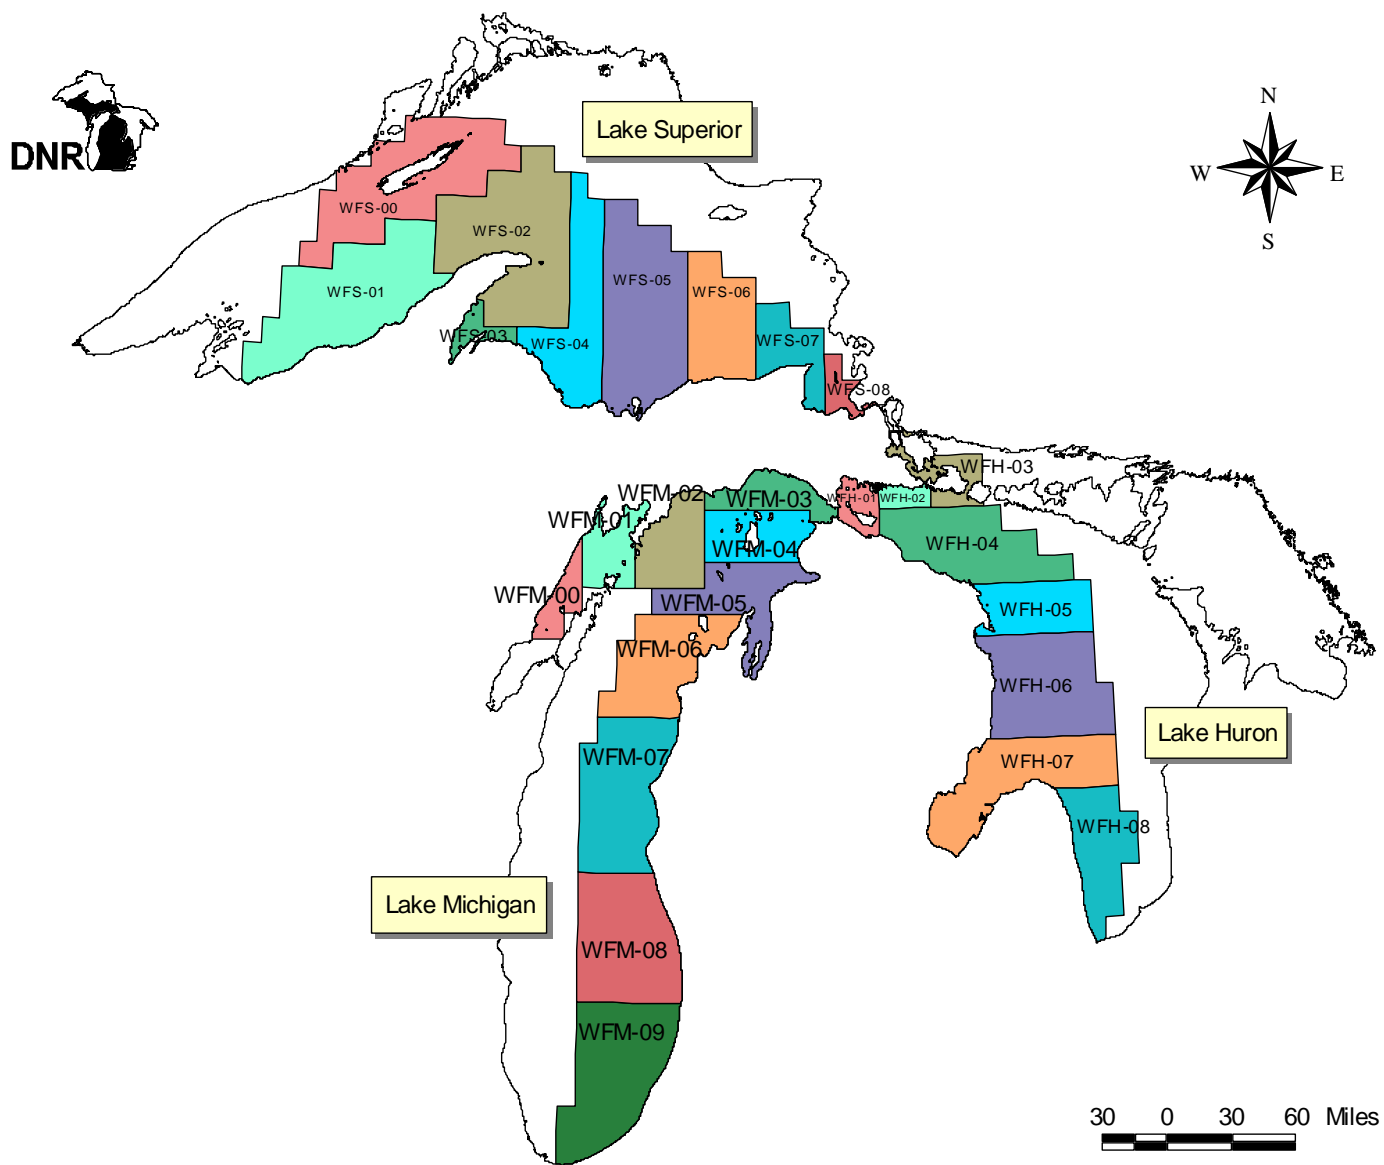 Lake Superior
N
DNR
W
E
S
WFS-00
WFS-02
WFS-05
WFS-01
WFS-06
WFS-03
WFS-04
WFS-07
WFS-08
WFH-03
WFM-02
WFM-03
WFH-01
WFH-02
WFM-01
WFM-04
WFH-04
WFM-00
WFM-05
WFH-05
WFM-06
WFH-06
Lake Huron
WFM-07
WFH-07
WFH-08
Lake Michigan
WFM-08
WFM-09
30 0 30 60 Miles